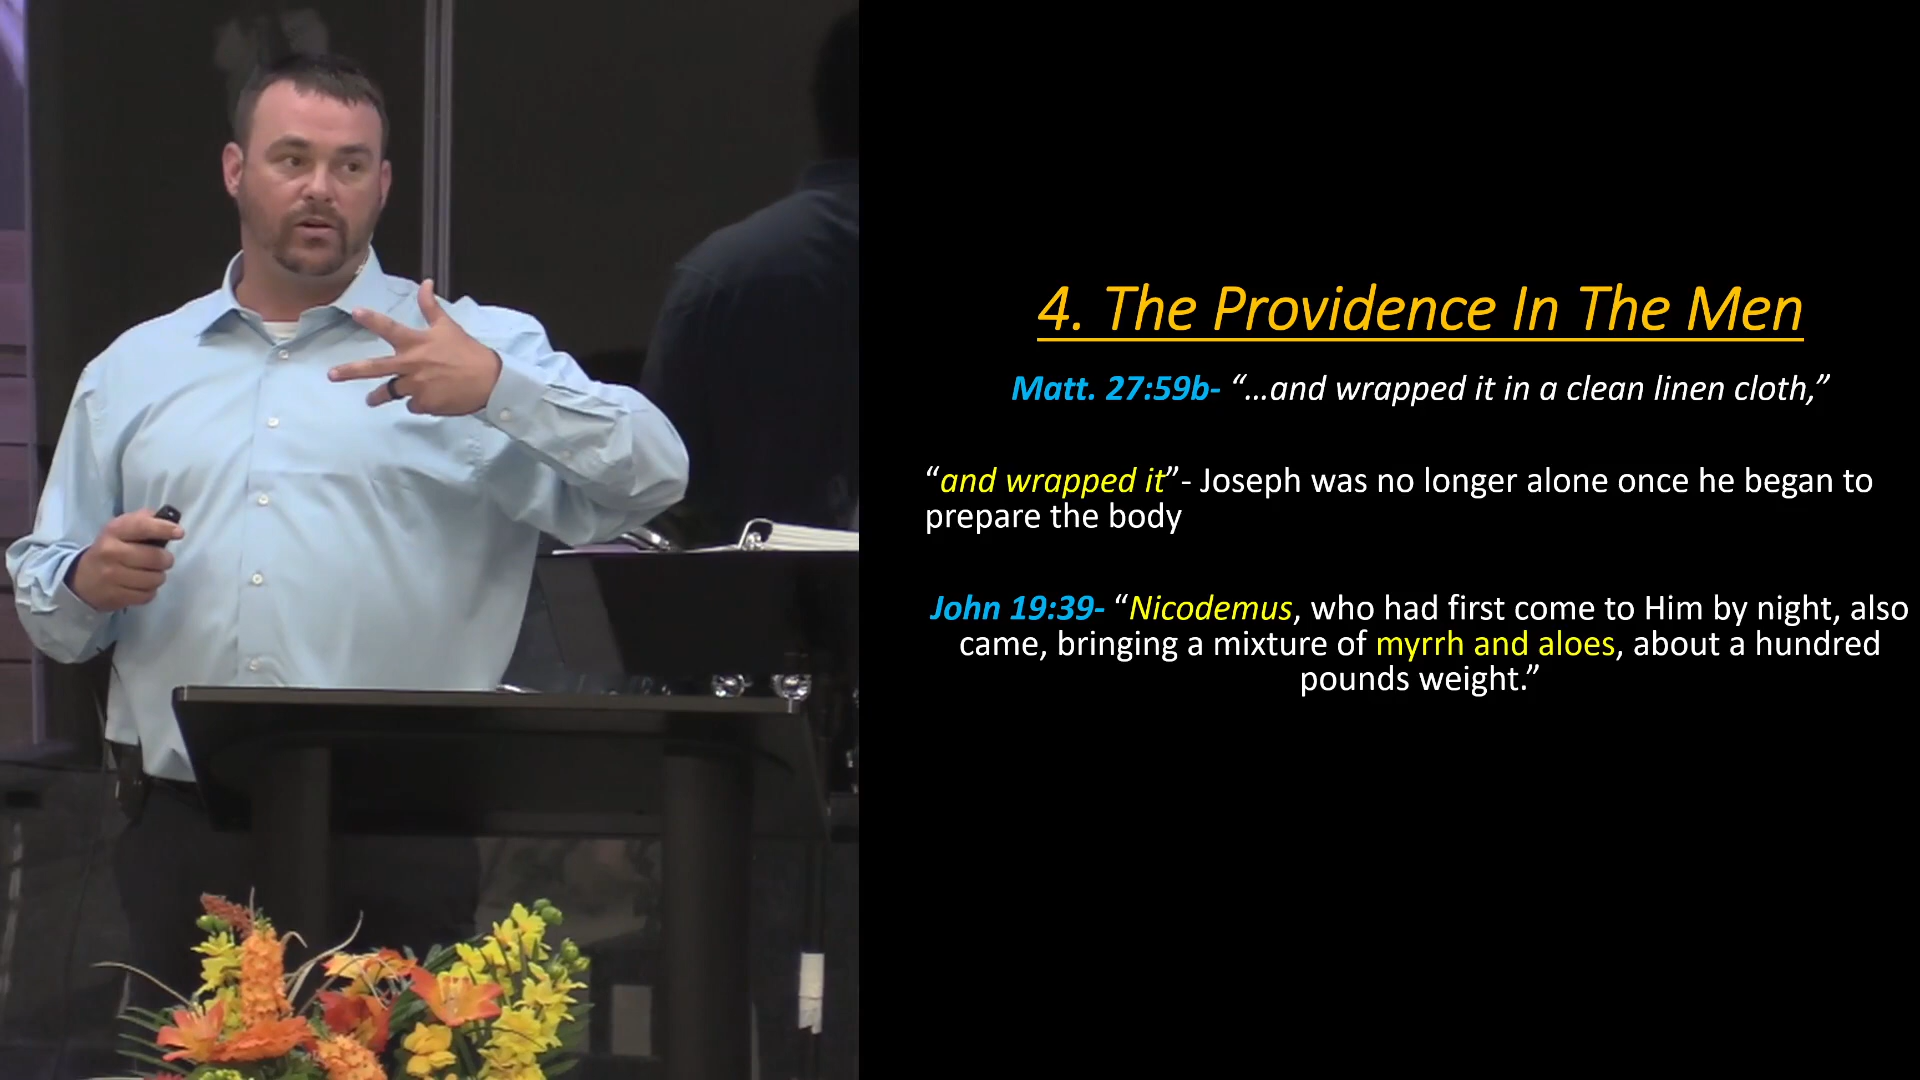 4. The Providence In The Men
Matt. 27:59b- “…and wrapped it in a clean linen cloth,”
“and wrapped it”- Joseph was no longer alone once he began to
prepare the body
John 19:39- “Nicodemus, who had first come to Him by night, also
came, bringing a mixture of myrrh and aloes, about a hundred
pounds weight.”